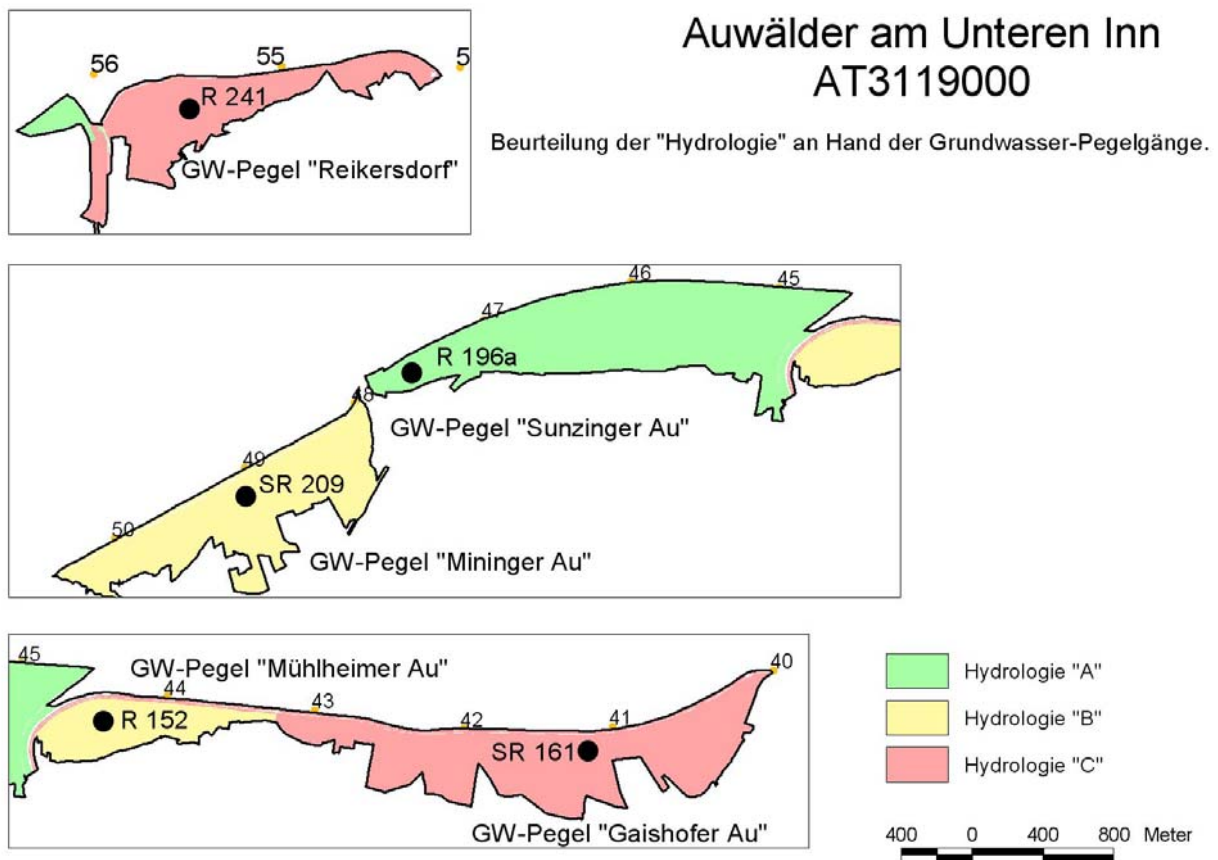 Auwälder am Unteren Inn
AT3119000
Beurteilung der "Hydrologie" an Hand der Grundwasser-Pegelgänge.
56
55
5
R 241
GW-Pegel "Reikersdorf"
46
45
47
R 196a
48
GW-Pegel "Sunzinger Au"
49
SR 209
50
GW-Pegel "Mininger Au"
45
GW-Pegel "Mühlheimer Au"
44
43
R 152
42
41
40
SR 161
GW-Pegel "Gaishofer Au"
Hydrologie "A"
Hydrologie "B"
Hydrologie "C"
400 0 400 800 Meter